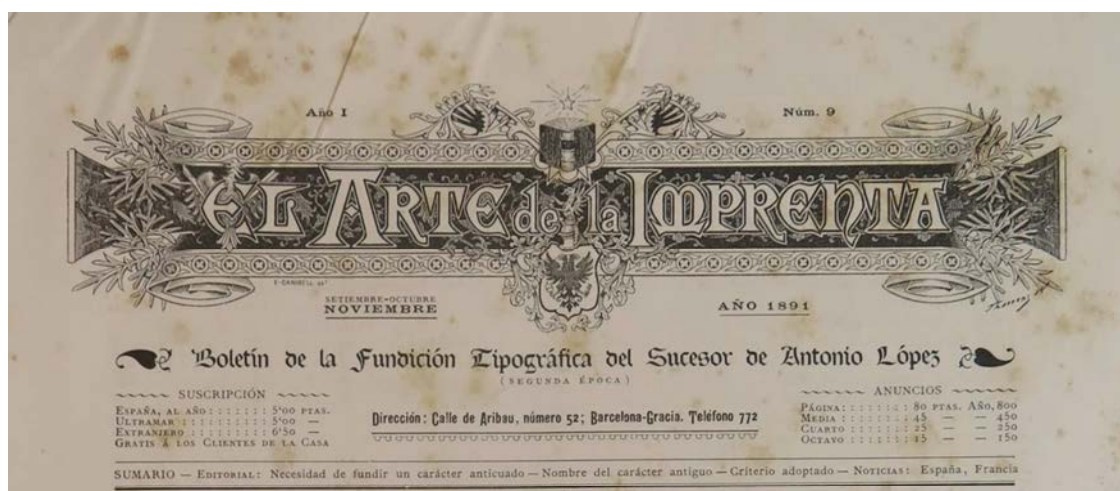 Año I
Núm. 9
EL ARTE de la IMPRENTA
E·CANIBELL
SETIEMBRE-OCTUBRE
NOVIEMBRE
AÑO 1891
Boletín de la Fundición Tipográfica del Sucesor de Antonio López
(SEGUNDA ÉPOCA)
SUSCRIPCIÓN
ESPAÑA, AL AÑO : : : : : : : 5'00 PTAS.
ULTRAMAR : : : : : : : : : : 5'00 —
EXTRANJERO : : : : : : : : : 6'50 —
GRATIS Á LOS CLIENTES DE LA CASA
Dirección: Calle de Aribau, número 52; Barcelona-Gracia. Teléfono 772
ANUNCIOS
PÁGINA : : : : : : : 80 PTAS. AÑO, 800
MEDIA : : : : : : : : 45 — — 450
CUARTO : : : : : : : 25 — — 250
OCTAVO : : : : : : : 15 — — 150
SUMARIO — EDITORIAL: Necesidad de fundir un carácter anticuado — Nombre del carácter antiguo — Criterio adoptado — NOTICIAS: España, Francia